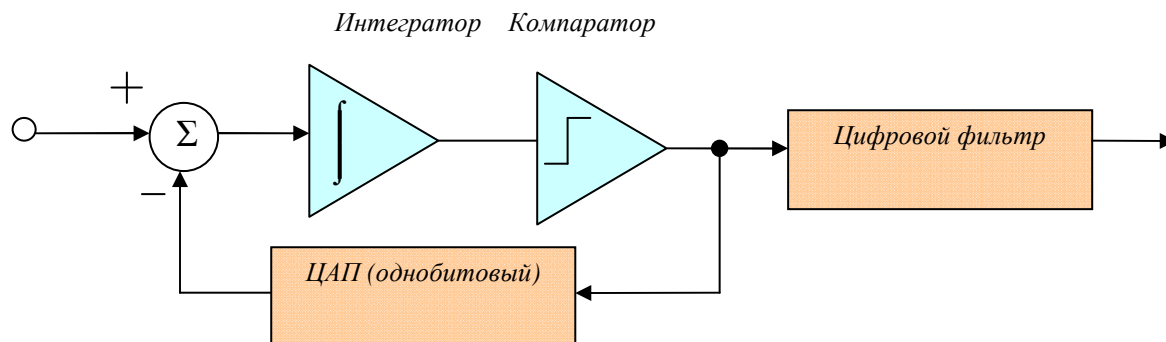 Интегратор Компаратор
+
Σ
∫
Цифровой фильтр
−
ЦАП (однобитовый)